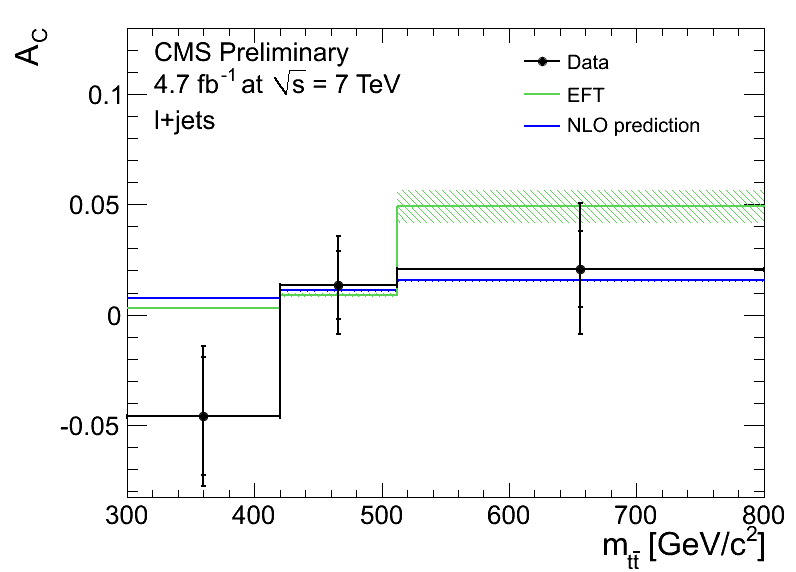 A_C
CMS Preliminary
4.7 fb⁻¹ at √s = 7 TeV
l+jets
Data
EFT
NLO prediction
0.1
0.05
0
-0.05
300 400 500 600 700 800
m_tt̄ [GeV/c²]